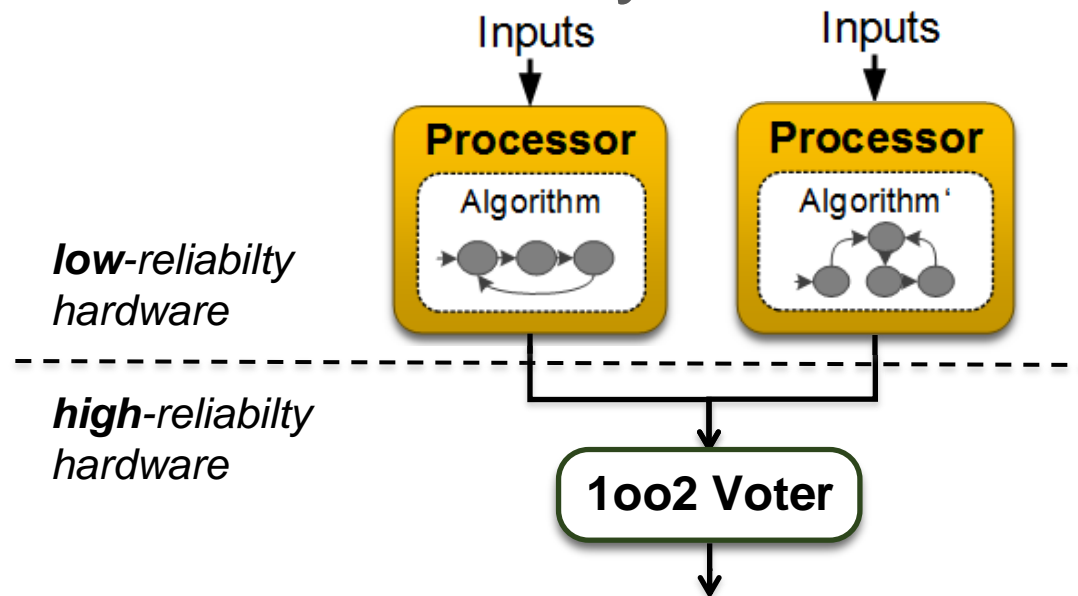 Inputs
Inputs
Processor
Processor
Algorithm
Algorithm‘
low-reliabilty
hardware
high-reliabilty
hardware
1oo2 Voter